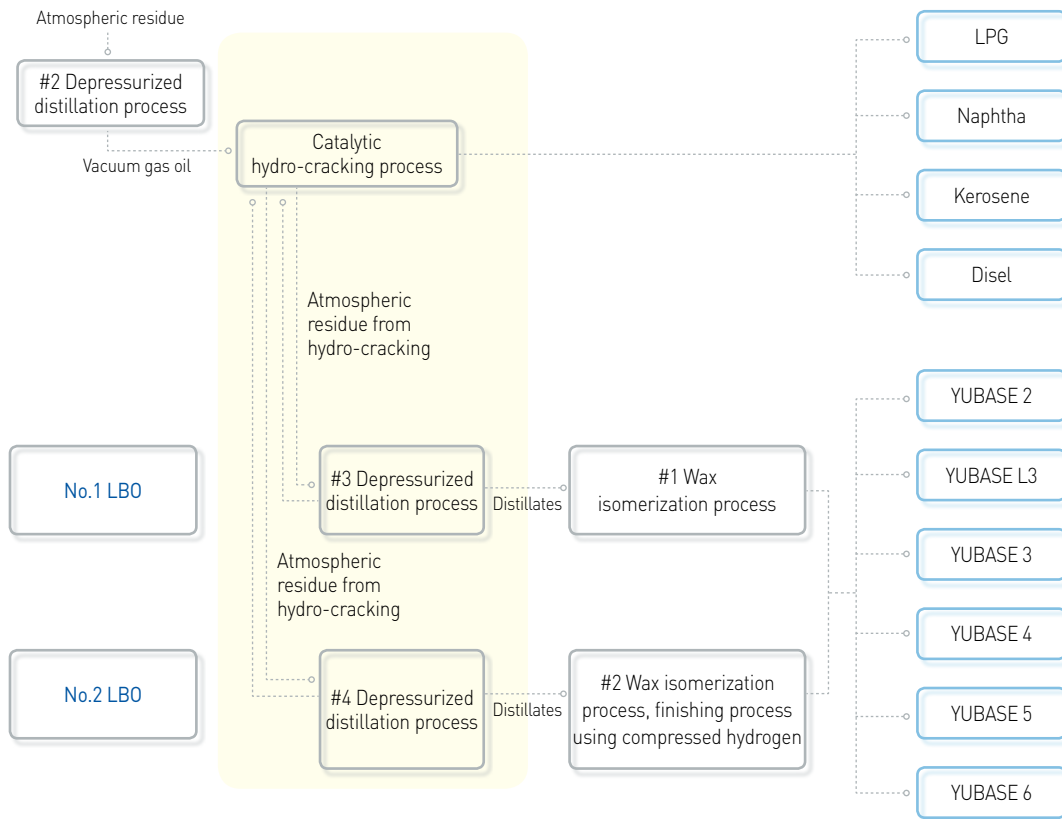 Atmospheric residue
#2 Depressurized
distillation process
Vacuum gas oil
Catalytic
hydro-cracking process
LPG
Naphtha
Kerosene
Disel
Atmospheric
residue from
hydro-cracking
YUBASE 2
YUBASE L3
YUBASE 3
YUBASE 4
YUBASE 5
YUBASE 6
No.1 LBO
#3 Depressurized
distillation process
Distillates
#1 Wax
isomerization process
Atmospheric
residue from
hydro-cracking
No.2 LBO
#4 Depressurized
distillation process
Distillates
#2 Wax isomerization
process, finishing process
using compressed hydrogen